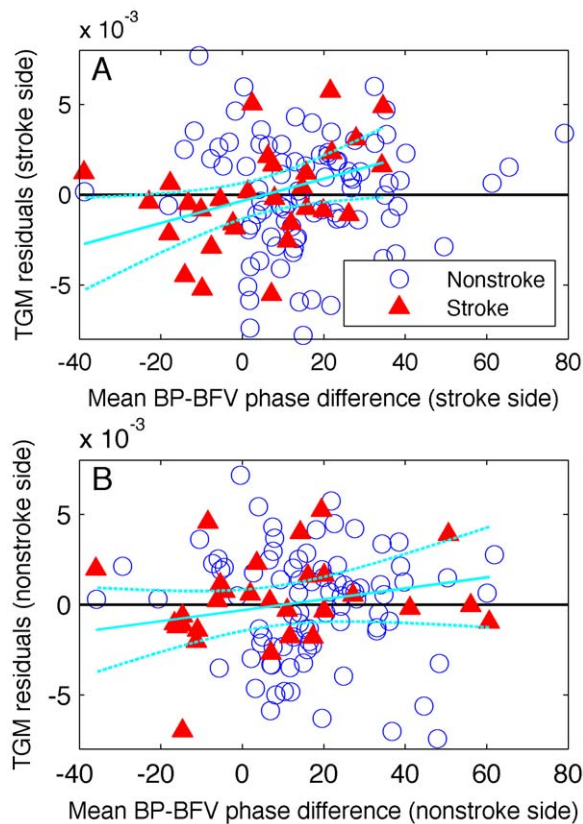 x 10⁻³
A
TGM residuals (stroke side)
5
0
-5
Nonstroke
Stroke
-40 -20 0 20 40 60 80
Mean BP-BFV phase difference (stroke side)
x 10⁻³
B
TGM residuals (nonstroke side)
5
0
-5
-40 -20 0 20 40 60 80
Mean BP-BFV phase difference (nonstroke side)